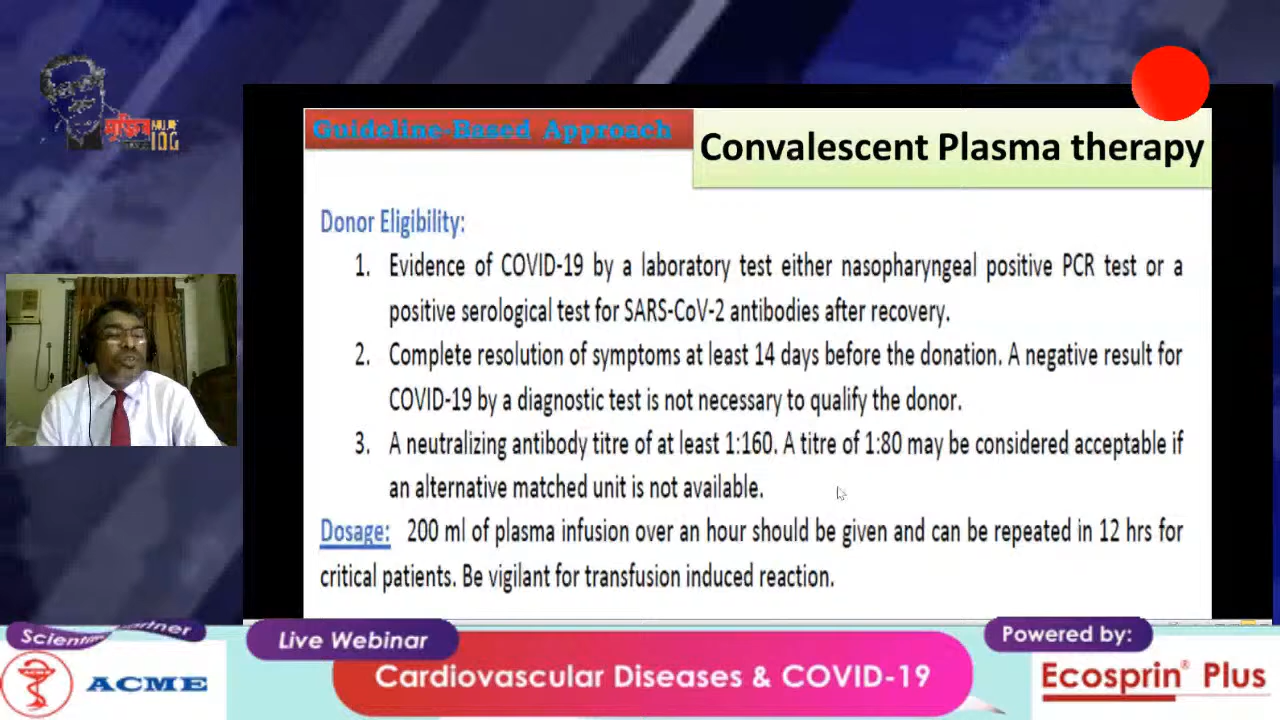 মুজিব
100
Guideline-Based Approach
Convalescent Plasma therapy
Donor Eligibility:
1. Evidence of COVID-19 by a laboratory test either nasopharyngeal positive PCR test or a
positive serological test for SARS-CoV-2 antibodies after recovery.
2. Complete resolution of symptoms at least 14 days before the donation. A negative result for
COVID-19 by a diagnostic test is not necessary to qualify the donor.
3. A neutralizing antibody titre of at least 1:160. A titre of 1:80 may be considered acceptable if
an alternative matched unit is not available.
Dosage: 200 ml of plasma infusion over an hour should be given and can be repeated in 12 hrs for
critical patients. Be vigilant for transfusion induced reaction.
Live Webinar
Powered by:
ACME
Cardiovascular Diseases & COVID-19
Ecosprin® Plus